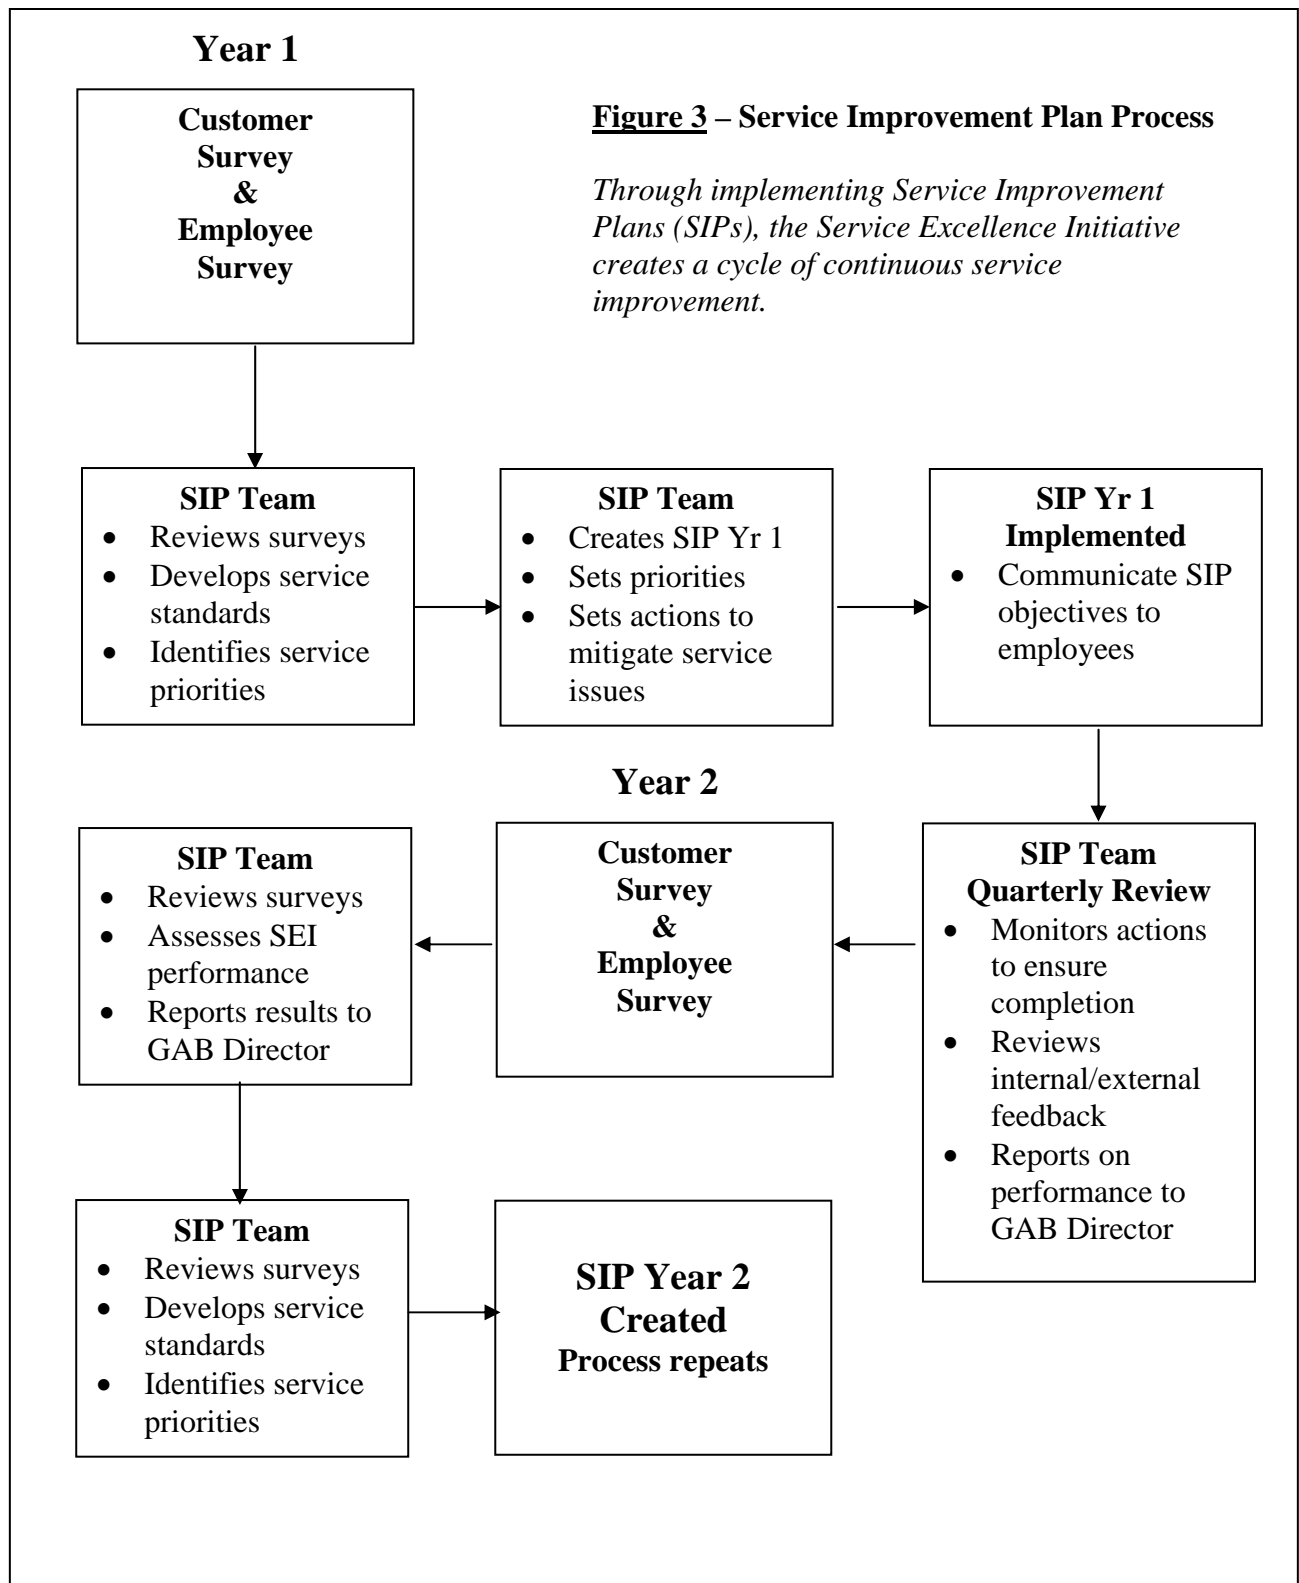 Year 1
Customer
Survey
&
Employee
Survey
Figure 3 – Service Improvement Plan Process
Through implementing Service Improvement
Plans (SIPs), the Service Excellence Initiative
creates a cycle of continuous service
improvement.
SIP Team
• Reviews surveys
• Develops service
standards
• Identifies service
priorities
SIP Team
• Creates SIP Yr 1
• Sets priorities
• Sets actions to
mitigate service
issues
SIP Yr 1
Implemented
• Communicate SIP
objectives to
employees
SIP Team
Quarterly Review
• Monitors actions
to ensure
completion
• Reviews
internal/external
feedback
• Reports on
performance to
GAB Director
Year 2
Customer
Survey
&
Employee
Survey
SIP Team
• Reviews surveys
• Assesses SEI
performance
• Reports results to
GAB Director
SIP Team
• Reviews surveys
• Develops service
standards
• Identifies service
priorities
SIP Year 2
Created
Process repeats